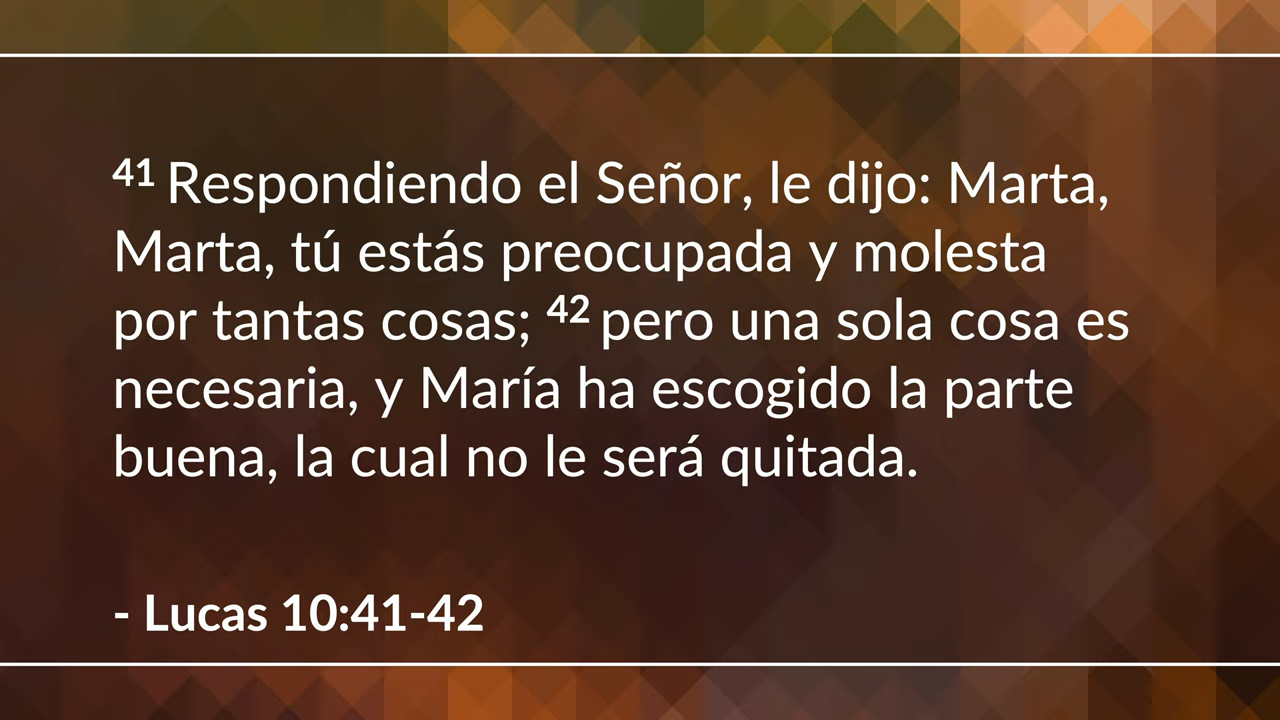 41 Respondiendo el Señor, le dijo: Marta,
Marta, tú estás preocupada y molesta
por tantas cosas; 42 pero una sola cosa es
necesaria, y María ha escogido la parte
buena, la cual no le será quitada.
- Lucas 10:41-42